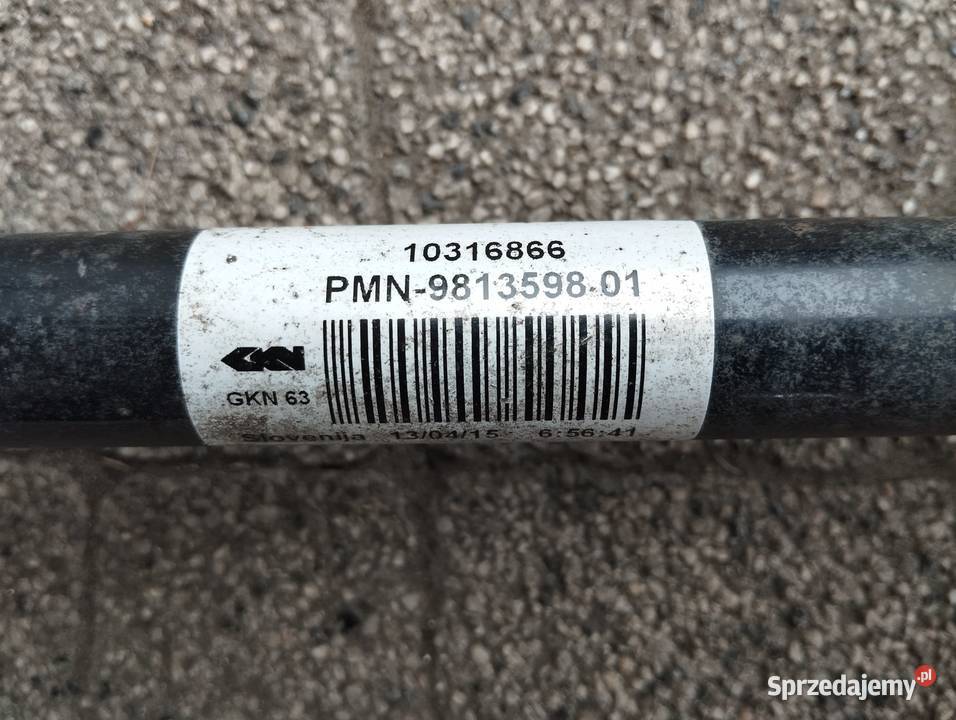 10316866
PMN-9813598-01
GKN
GKN 63
Slovenija 13/04/15 6:56:41
Sprzedajemy.pl